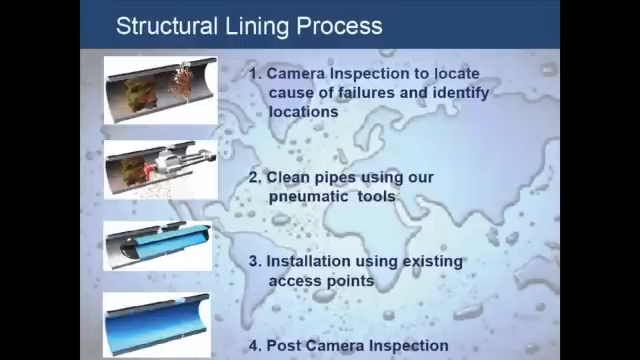 Structural Lining Process
1. Camera Inspection to locate
cause of failures and identify
locations
2. Clean pipes using our
pneumatic tools
3. Installation using existing
access points
4. Post Camera Inspection